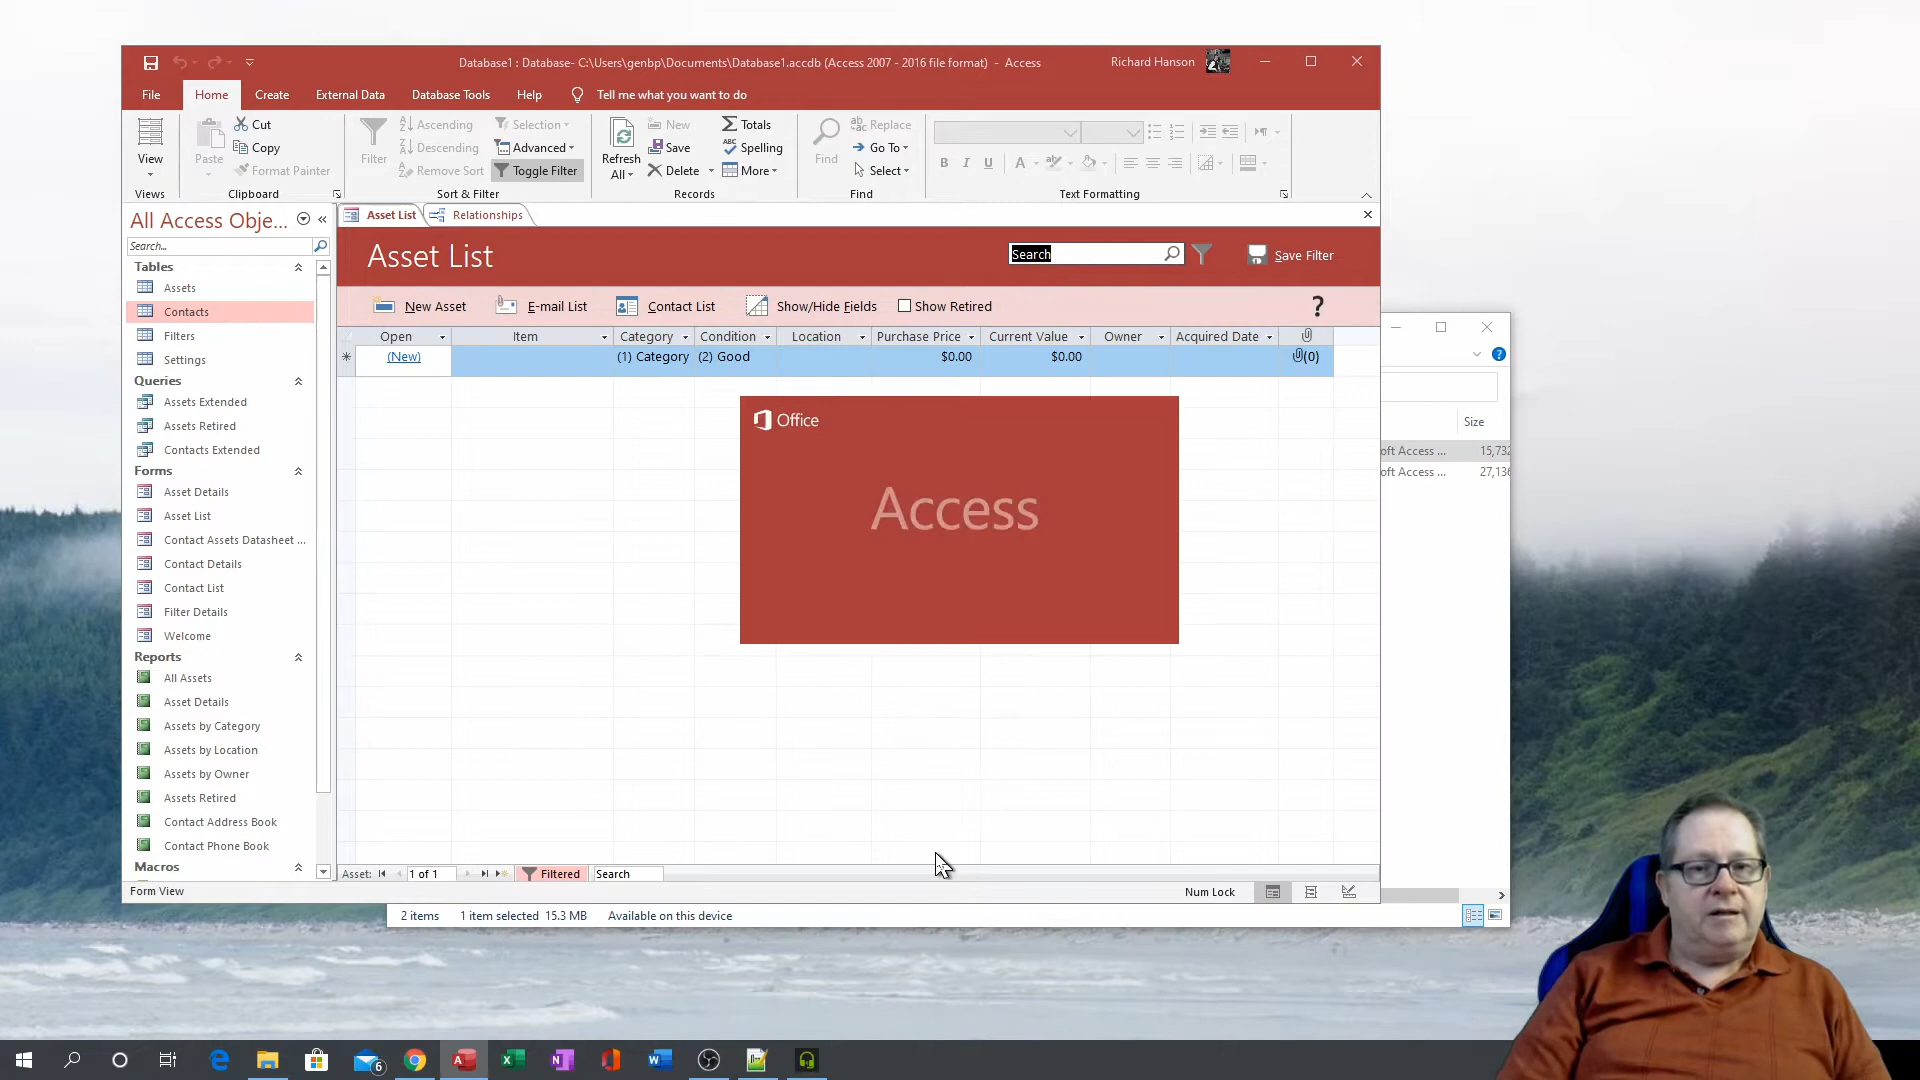 Database1 : Database- C:\Users\genbp\Documents\Database1.accdb (Access 2007 - 2016 file format) - Access
Richard Hanson
File Home Create External Data Database Tools Help Tell me what you want to do
View
Views
Paste
Cut
Copy
Format Painter
Clipboard
Filter
Ascending
Descending
Remove Sort
Selection
Advanced
Toggle Filter
Sort & Filter
Refresh
All
New
Save
Delete
Totals
Spelling
More
Records
Find
Replace
Go To
Select
Find
B I U A
Text Formatting
All Access Obje...
Search...
Tables
Assets
Contacts
Filters
Settings
Queries
Assets Extended
Assets Retired
Contacts Extended
Forms
Asset Details
Asset List
Contact Assets Datasheet ...
Contact Details
Contact List
Filter Details
Welcome
Reports
All Assets
Asset Details
Assets by Category
Assets by Location
Assets by Owner
Assets Retired
Contact Address Book
Contact Phone Book
Macros
Asset List Relationships
Asset List
Search
Save Filter
New Asset E-mail List Contact List Show/Hide Fields Show Retired ?
Open Item Category Condition Location Purchase Price Current Value Owner Acquired Date
(New) (1) Category (2) Good $0.00 $0.00 (0)
Office
Access
Asset: 1 of 1 Filtered Search
Form View
Num Lock
Size
oft Access ... 15,732
oft Access ... 27,136
2 items 1 item selected 15.3 MB Available on this device
6